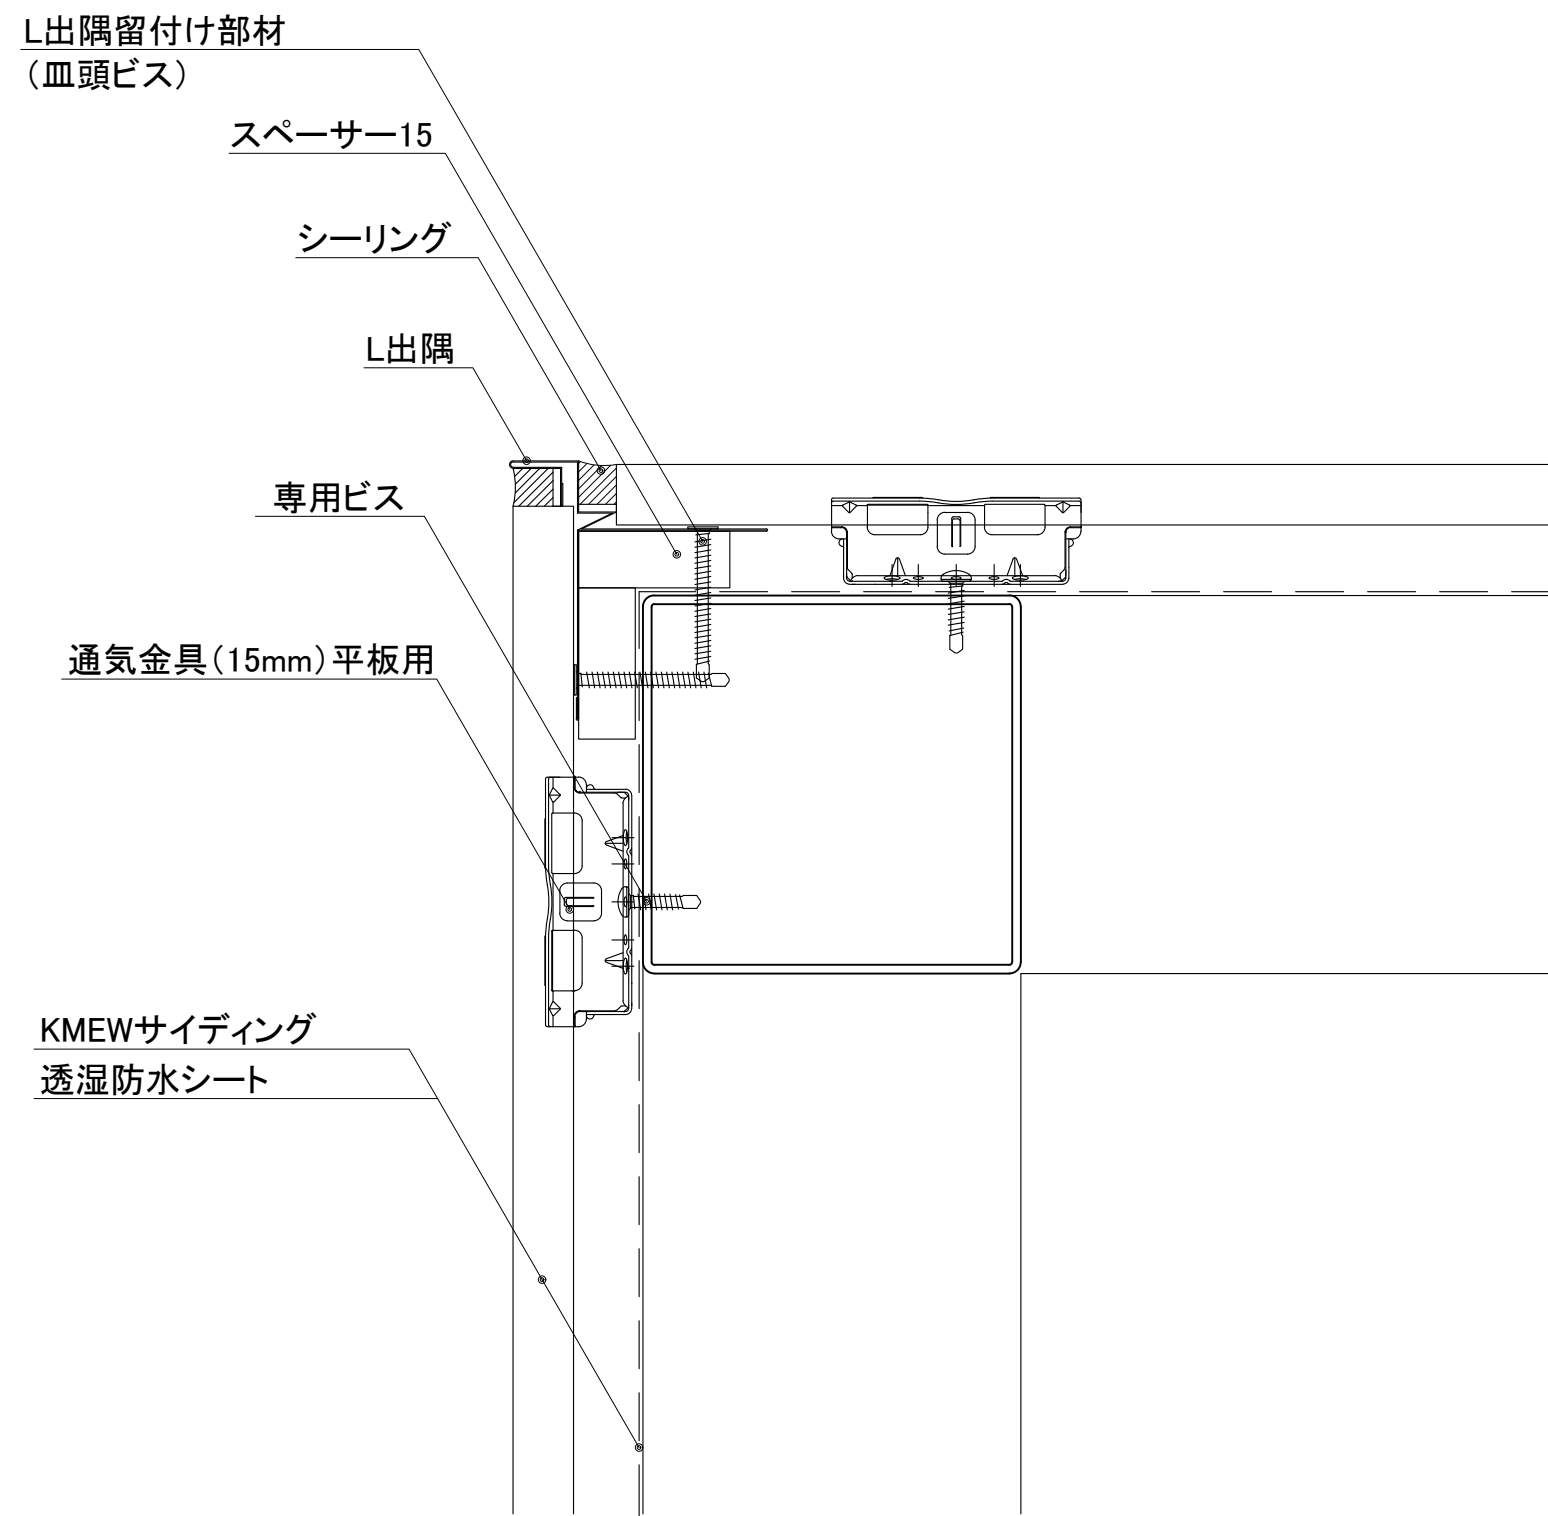 L出隅留付け部材
（皿頭ビス）
スペーサー15
シーリング
L出隅
専用ビス
通気金具（15mm）平板用
KMEWサイディング
透湿防水シート